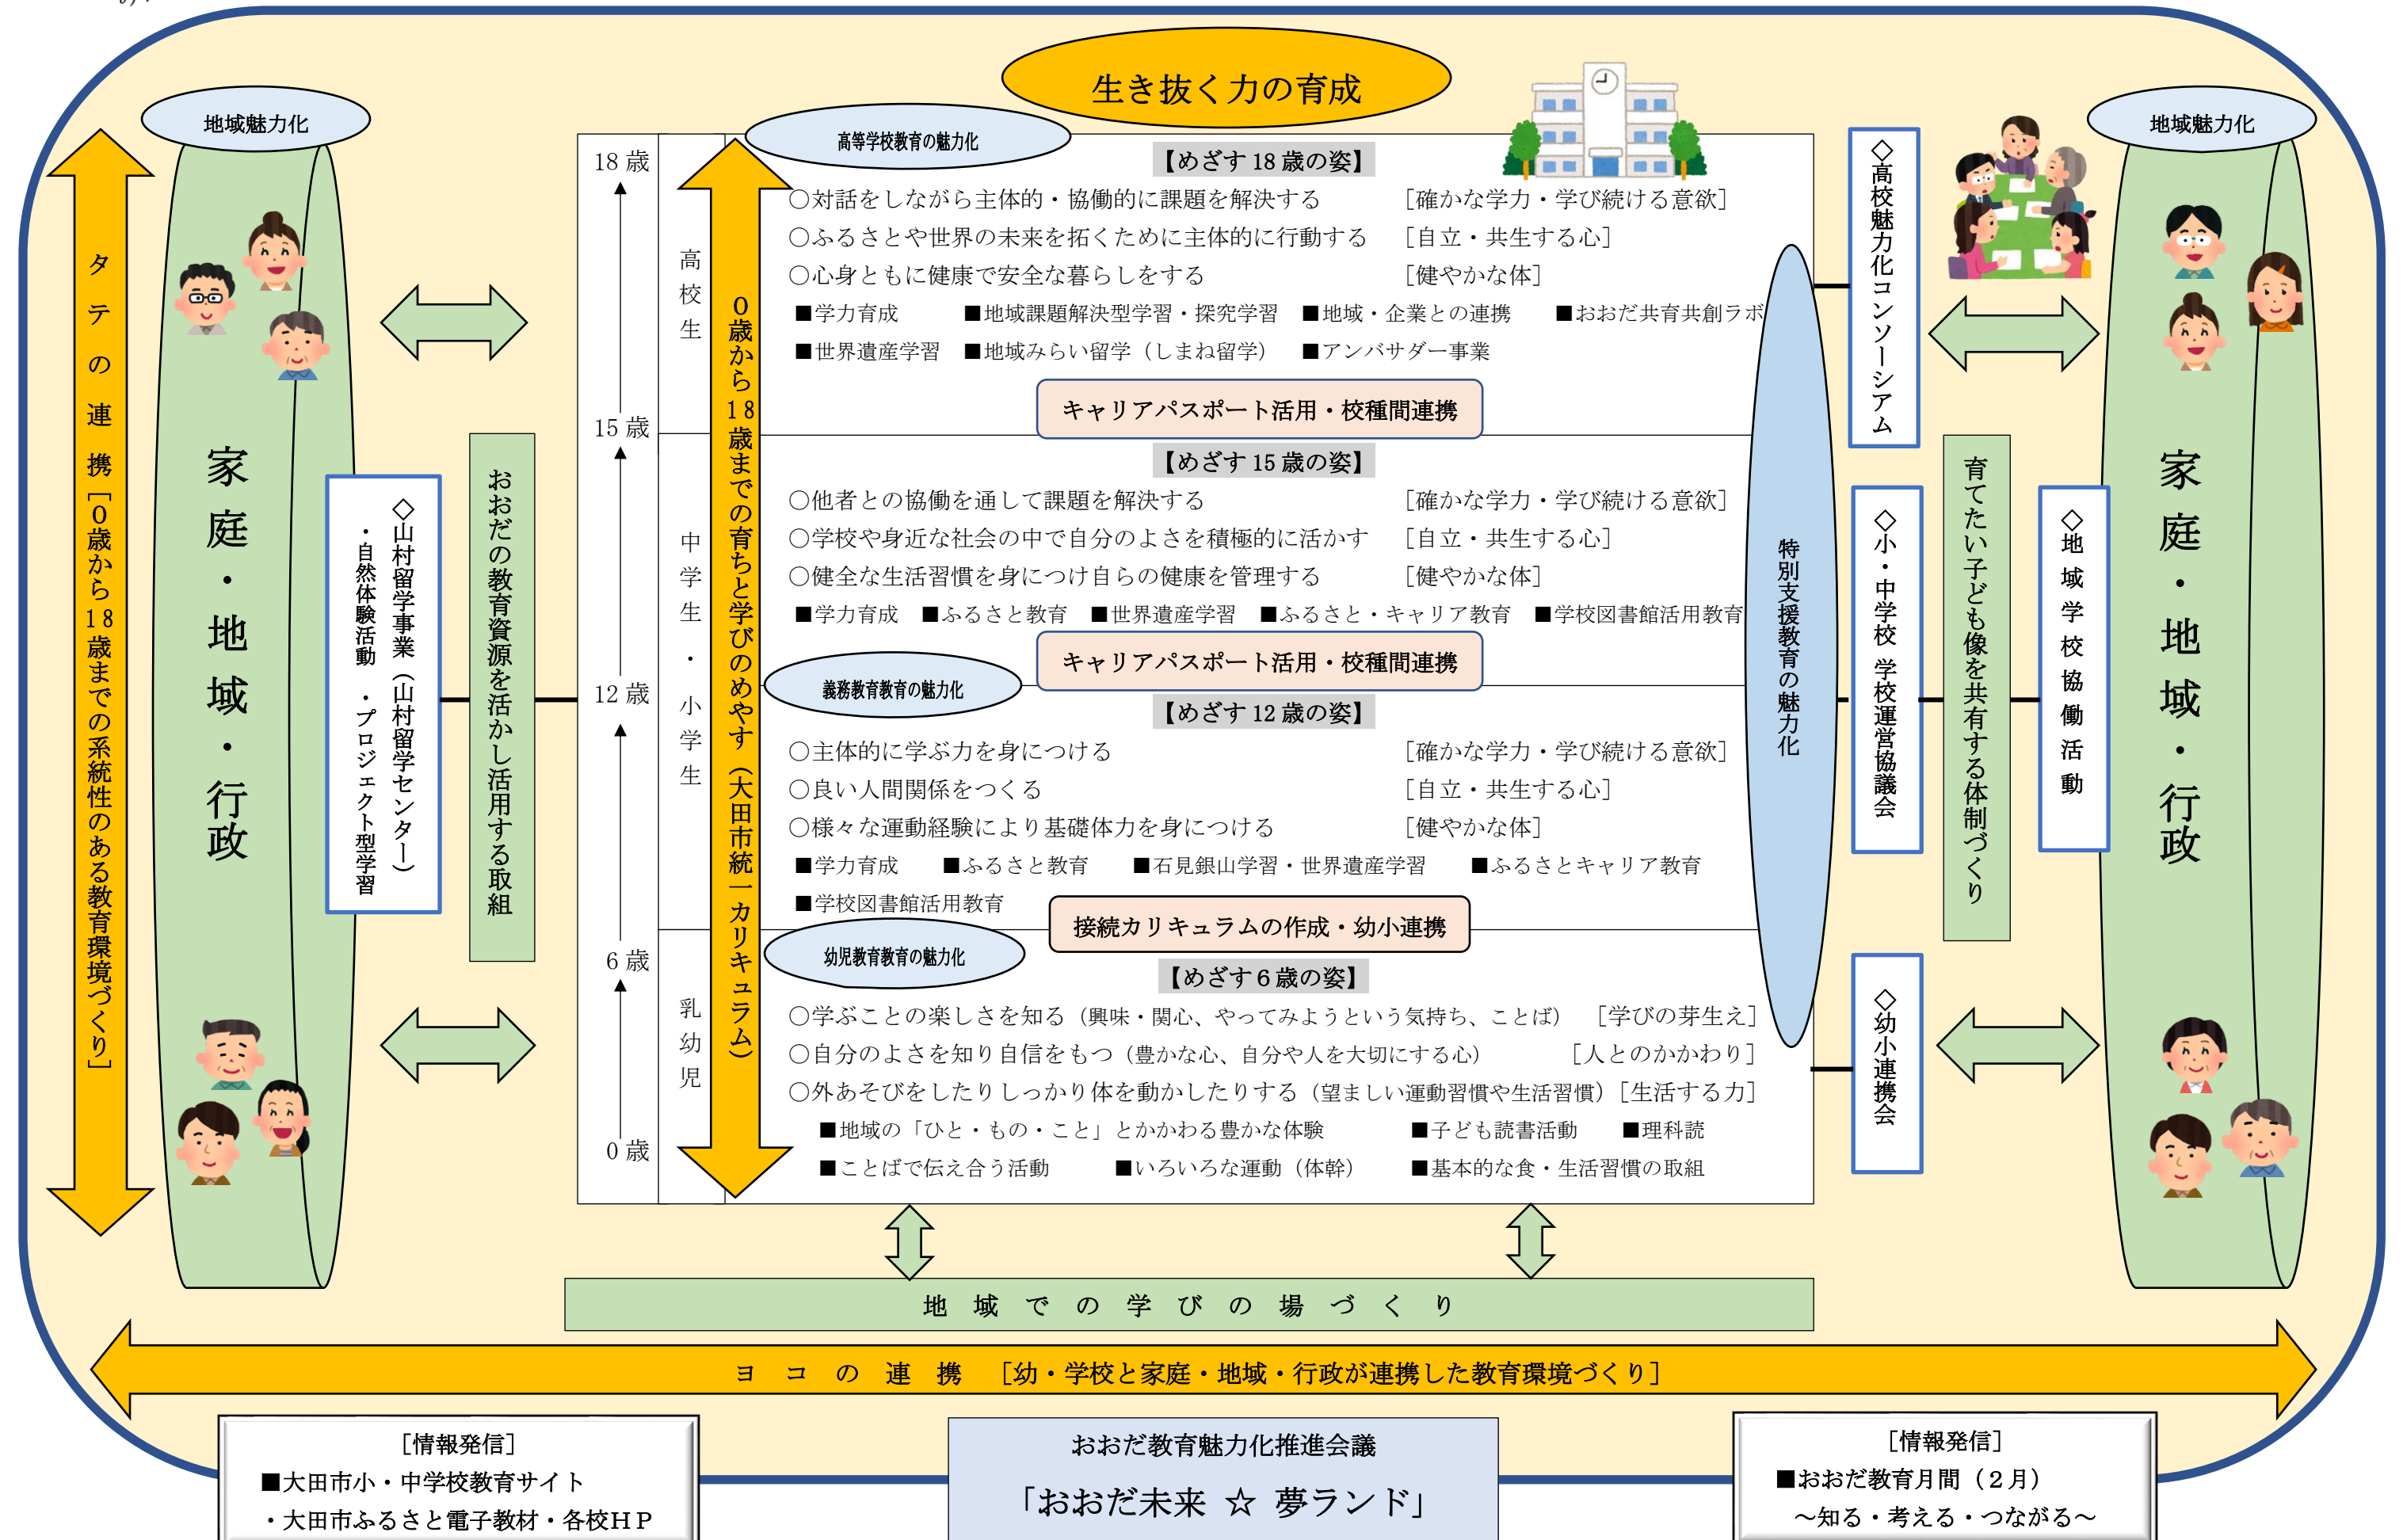 生き抜く力の育成
地域魅力化
地域魅力化
タテの連携［0歳から18歳までの系統性のある教育環境づくり］
家庭・地域・行政
◇山村留学事業（山村留学センター）
・自然体験活動　・プロジェクト型学習
おおだの教育資源を活かし活用する取組
18歳
15歳
12歳
6歳
0歳
高校生
中学生・小学生
乳幼児
0歳から18歳までの育ちと学びのめやす（大田市統一カリキュラム）
高等学校教育の魅力化
【めざす18歳の姿】
○対話をしながら主体的・協働的に課題を解決する　［確かな学力・学び続ける意欲］
○ふるさとや世界の未来を拓くために主体的に行動する　［自立・共生する心］
○心身ともに健康で安全な暮らしをする　［健やかな体］
■学力育成　■地域課題解決型学習・探究学習　■地域・企業との連携　■おおだ共育共創ラボ
■世界遺産学習　■地域みらい留学（しまね留学）　■アンバサダー事業
キャリアパスポート活用・校種間連携
【めざす15歳の姿】
○他者との協働を通して課題を解決する　［確かな学力・学び続ける意欲］
○学校や身近な社会の中で自分のよさを積極的に活かす　［自立・共生する心］
○健全な生活習慣を身につけ自らの健康を管理する　［健やかな体］
■学力育成　■ふるさと教育　■世界遺産学習　■ふるさと・キャリア教育　■学校図書館活用教育
キャリアパスポート活用・校種間連携
義務教育教育の魅力化
【めざす12歳の姿】
○主体的に学ぶ力を身につける　［確かな学力・学び続ける意欲］
○良い人間関係をつくる　［自立・共生する心］
○様々な運動経験により基礎体力を身につける　［健やかな体］
■学力育成　■ふるさと教育　■石見銀山学習・世界遺産学習　■ふるさとキャリア教育
■学校図書館活用教育
接続カリキュラムの作成・幼小連携
幼児教育教育の魅力化
【めざす6歳の姿】
○学ぶことの楽しさを知る（興味・関心、やってみようという気持ち、ことば）　［学びの芽生え］
○自分のよさを知り自信をもつ（豊かな心、自分や人を大切にする心）　［人とのかかわり］
○外あそびをしたりしっかり体を動かしたりする（望ましい運動習慣や生活習慣）［生活する力］
■地域の「ひと・もの・こと」とかかわる豊かな体験　■子ども読書活動　■理科読
■ことばで伝え合う活動　■いろいろな運動（体幹）　■基本的な食・生活習慣の取組
特別支援教育の魅力化
◇高校魅力化コンソーシアム
◇小・中学校 学校運営協議会
◇幼小連携会
育てたい子ども像を共有する体制づくり
◇地域学校協働活動
家庭・地域・行政
地域での学びの場づくり
ヨコの連携　［幼・学校と家庭・地域・行政が連携した教育環境づくり］
［情報発信］
■大田市小・中学校教育サイト
・大田市ふるさと電子教材・各校ＨＰ
おおだ教育魅力化推進会議
「おおだ未来 ☆ 夢ランド」
［情報発信］
■おおだ教育月間（２月）
～知る・考える・つながる～